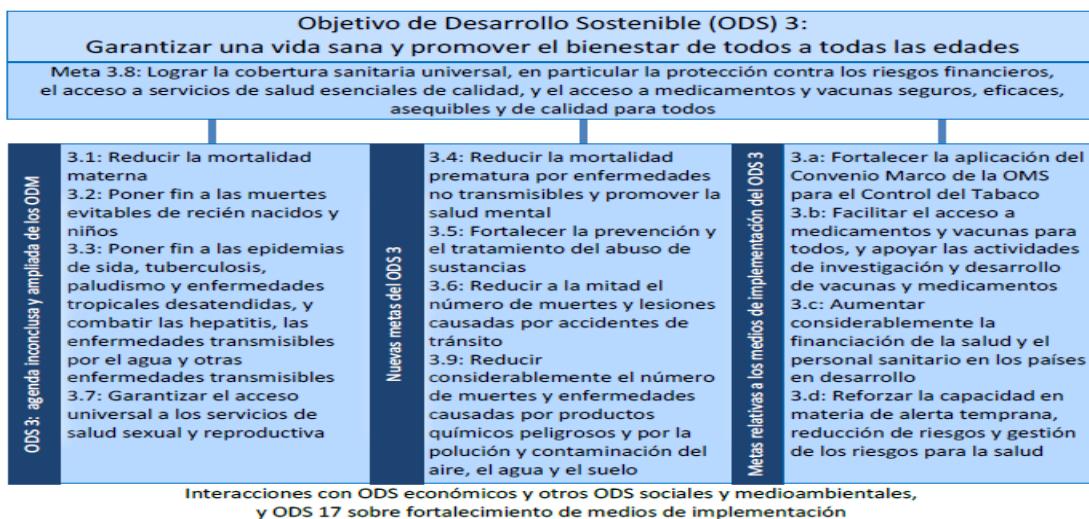 Objetivo de Desarrollo Sostenible (ODS) 3:
Garantizar una vida sana y promover el bienestar de todos a todas las edades
Meta 3.8: Lograr la cobertura sanitaria universal, en particular la protección contra los riesgos financieros,
el acceso a servicios de salud esenciales de calidad, y el acceso a medicamentos y vacunas seguros, eficaces,
asequibles y de calidad para todos
ODS 3: agenda inconclusa y ampliada de los ODM
3.1: Reducir la mortalidad
materna
3.2: Poner fin a las muertes
evitables de recién nacidos y
niños
3.3: Poner fin a las epidemias
de sida, tuberculosis,
paludismo y enfermedades
tropicales desatendidas, y
combatir las hepatitis, las
enfermedades transmisibles
por el agua y otras
enfermedades transmisibles
3.7: Garantizar el acceso
universal a los servicios de
salud sexual y reproductiva
Nuevas metas del ODS 3
3.4: Reducir la mortalidad
prematura por enfermedades
no transmisibles y promover la
salud mental
3.5: Fortalecer la prevención y
el tratamiento del abuso de
sustancias
3.6: Reducir a la mitad el
número de muertes y lesiones
causadas por accidentes de
tránsito
3.9: Reducir
considerablemente el número
de muertes y enfermedades
causadas por productos
químicos peligrosos y por la
polución y contaminación del
aire, el agua y el suelo
Metas relativas a los medios de implementación del ODS 3
3.a: Fortalecer la aplicación del
Convenio Marco de la OMS
para el Control del Tabaco
3.b: Facilitar el acceso a
medicamentos y vacunas para
todos, y apoyar las actividades
de investigación y desarrollo
de vacunas y medicamentos
3.c: Aumentar
considerablemente la
financiación de la salud y el
personal sanitario en los países
en desarrollo
3.d: Reforzar la capacidad en
materia de alerta temprana,
reducción de riesgos y gestión
de los riesgos para la salud
Interacciones con ODS económicos y otros ODS sociales y medioambientales,
y ODS 17 sobre fortalecimiento de medios de implementación